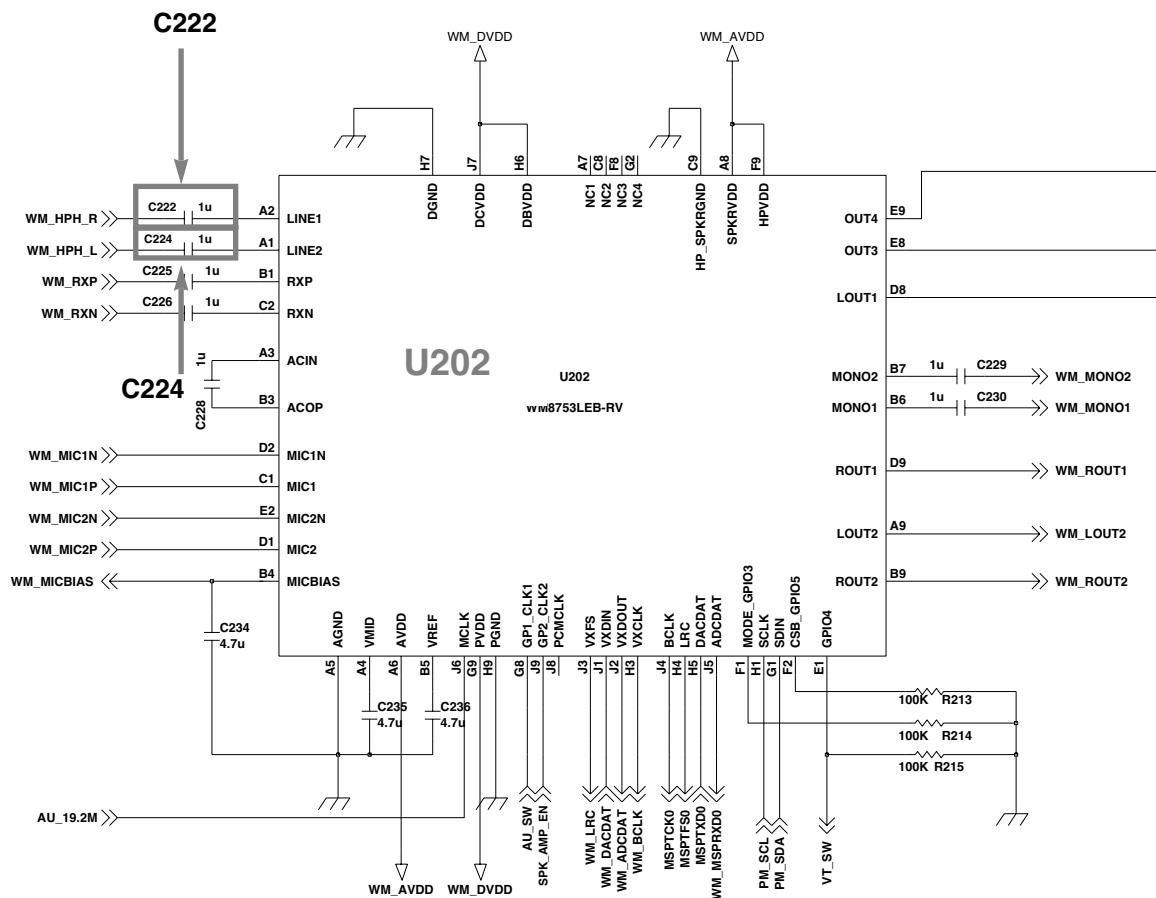 C222
WM_DVDD
WM_AVDD
H7
J7
H6
A7
C8
F8
G2
C9
A8
F9
DGND
DCVDD
DBVDD
NC1
NC2
NC3
NC4
HP_SPKRGND
SPKRVDD
HPVDD
WM_HPH_R
C222
1u
A2
LINE1
OUT4
E9
WM_HPH_L
C224
1u
A1
LINE2
OUT3
E8
WM_RXP
C225
1u
B1
RXP
LOUT1
D8
WM_RXN
C226
1u
C2
RXN
C224
1u
C228
A3
ACIN
B3
ACOP
U202
U202
wm8753LEB-RV
MONO2
B7
1u
C229
WM_MONO2
MONO1
B6
1u
C230
WM_MONO1
WM_MIC1N
D2
MIC1N
WM_MIC1P
C1
MIC1
ROUT1
D9
WM_ROUT1
WM_MIC2N
E2
MIC2N
WM_MIC2P
D1
MIC2
LOUT2
A9
WM_LOUT2
WM_MICBIAS
B4
MICBIAS
ROUT2
B9
WM_ROUT2
C234
4.7u
AGND
VMID
AVDD
VREF
MCLK
PVDD
PGND
GP1_CLK1
GP2_CLK2
PCMCLK
VXFS
VXDIN
VXDOUT
VXCLK
BCLK
LRC
DACDAT
ADCDAT
MODE_GPIO3
SCLK
SDIN
CSB_GPIO5
GPIO4
A5
A4
A6
B5
J6
G9
H9
G8
J9
J8
J3
J1
J2
H3
J4
H4
H5
J5
F1
H1
G1
F2
E1
C235
4.7u
C236
4.7u
100K R213
100K R214
100K R215
AU_19.2M
WM_AVDD
WM_DVDD
AU_SW
SPK_AMP_EN
WM_LRC
WM_DACDAT
WM_ADCDAT
WM_BCLK
MSPTCK0
MSPTFS0
MSPTXD0
WM_MSPRXD0
PM_SCL
PM_SDA
VT_SW